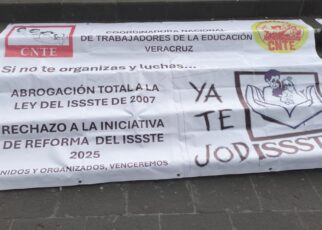 COORDINADORA NACIONAL
DE TRABAJADORES DE LA EDUCACIÓN
VERACRUZ
CNTE
CNTE
Si no te organizas y luchas...
ABROGACIÓN TOTAL A LA
LEY DEL ISSSTE DE 2007
RECHAZO A LA INICIATIVA
DE REFORMA DEL ISSSTE
2025
UNIDOS Y ORGANIZADOS, VENCEREMOS
YA
TE
JODISSSTE